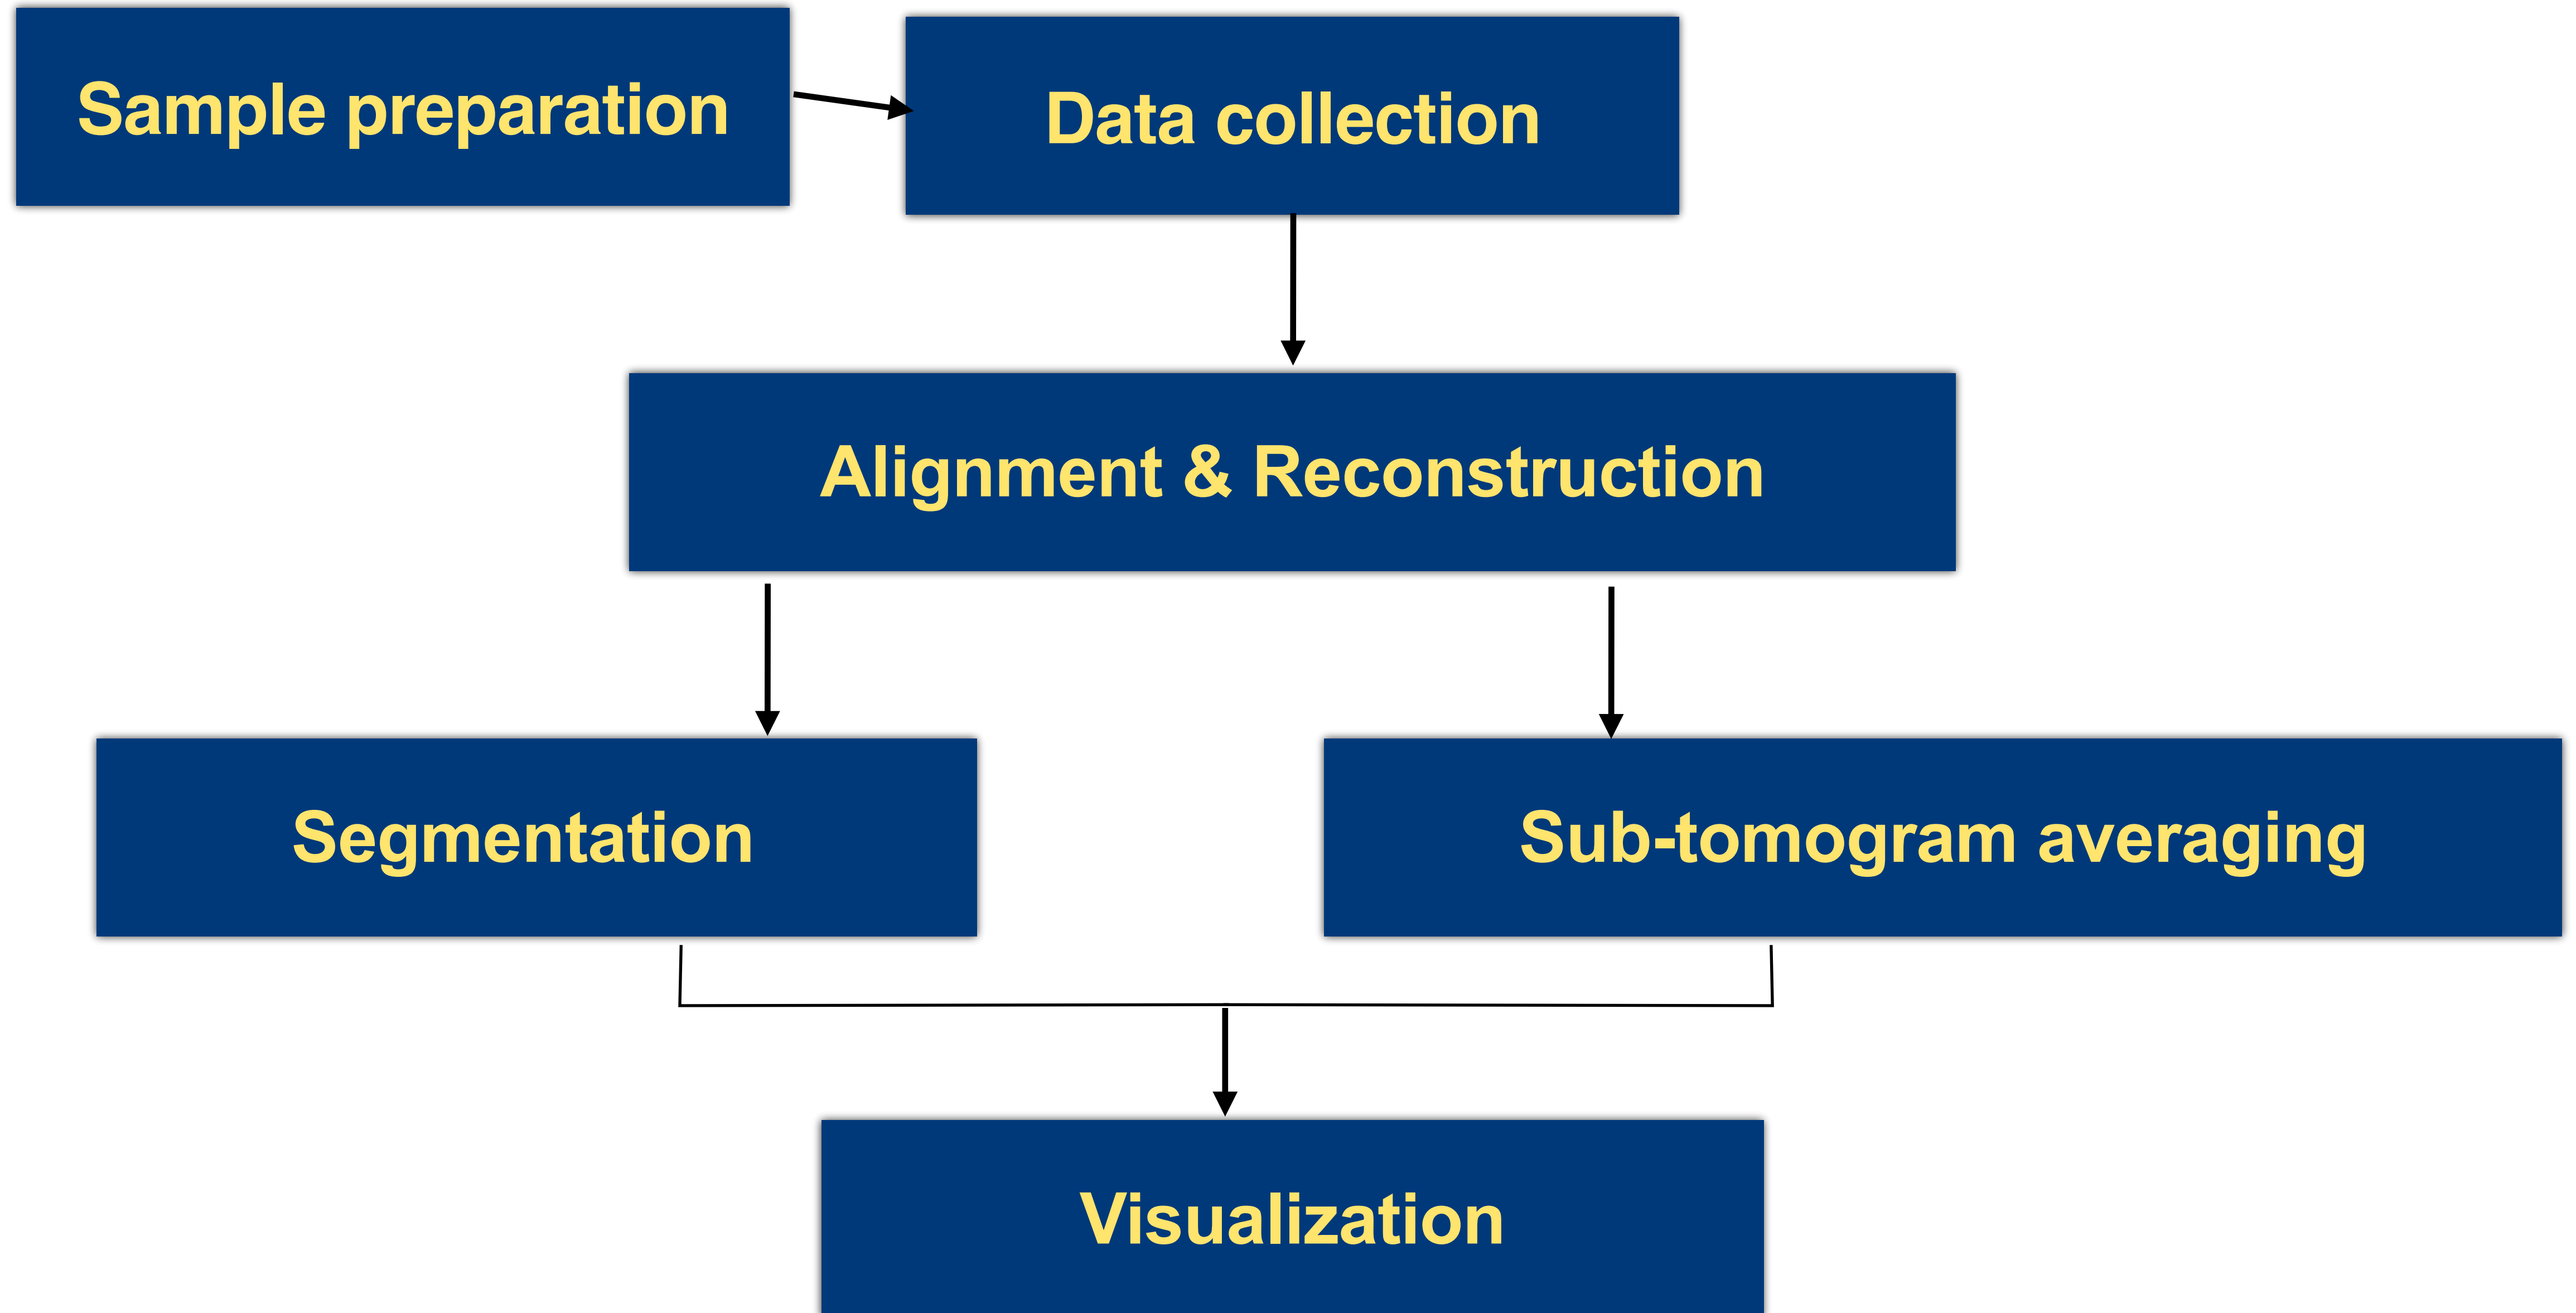 Sample preparation
Data collection
Alignment & Reconstruction
Segmentation
Sub-tomogram averaging
Visualization